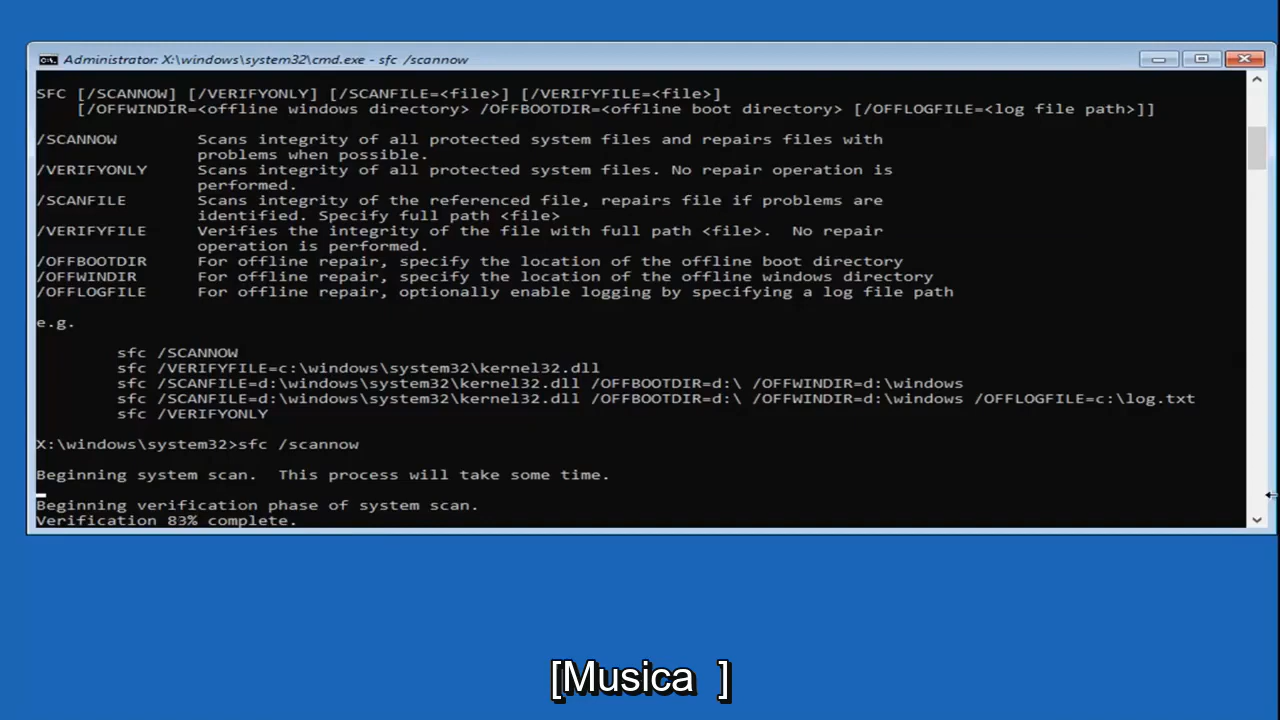 Administrator: X:\windows\system32\cmd.exe - sfc /scannow
SFC [/SCANNOW] [/VERIFYONLY] [/SCANFILE=<file>] [/VERIFYFILE=<file>]
[/OFFWINDIR=<offline windows directory> /OFFBOOTDIR=<offline boot directory> [/OFFLOGFILE=<log file path>]]
/SCANNOW Scans integrity of all protected system files and repairs files with
problems when possible.
/VERIFYONLY Scans integrity of all protected system files. No repair operation is
performed.
/SCANFILE Scans integrity of the referenced file, repairs file if problems are
identified. Specify full path <file>
/VERIFYFILE Verifies the integrity of the file with full path <file>.  No repair
operation is performed.
/OFFBOOTDIR For offline repair, specify the location of the offline boot directory
/OFFWINDIR For offline repair, specify the location of the offline windows directory
/OFFLOGFILE For offline repair, optionally enable logging by specifying a log file path
e.g.
sfc /SCANNOW
sfc /VERIFYFILE=c:\windows\system32\kernel32.dll
sfc /SCANFILE=d:\windows\system32\kernel32.dll /OFFBOOTDIR=d:\ /OFFWINDIR=d:\windows
sfc /SCANFILE=d:\windows\system32\kernel32.dll /OFFBOOTDIR=d:\ /OFFWINDIR=d:\windows /OFFLOGFILE=c:\log.txt
sfc /VERIFYONLY
X:\windows\system32>sfc /scannow
Beginning system scan.  This process will take some time.
Beginning verification phase of system scan.
Verification 83% complete.
[Musica  ]